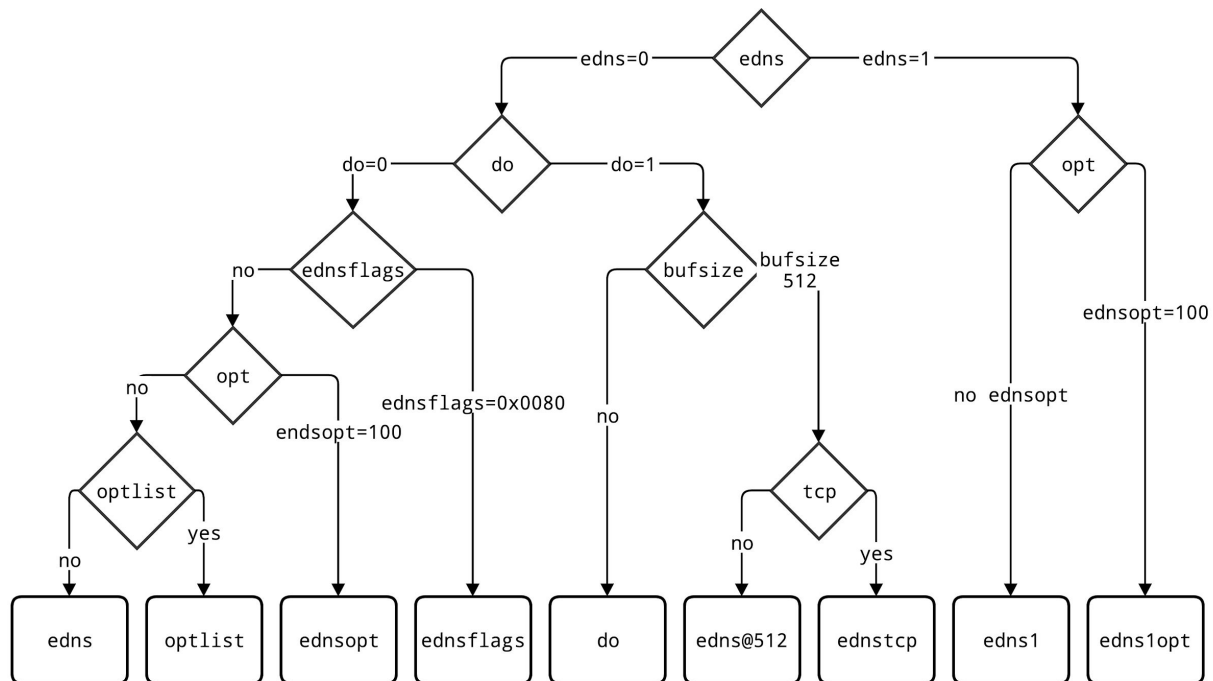 edns=0
edns
edns=1
do=0
do
do=1
opt
no
ednsflags
bufsize
bufsize
512
ednsopt=100
no
opt
ednsflags=0x0080
no ednsopt
no
endsopt=100
optlist
tcp
yes
no
no
yes
edns
optlist
ednsopt
ednsflags
do
edns@512
ednstcp
edns1
edns1opt